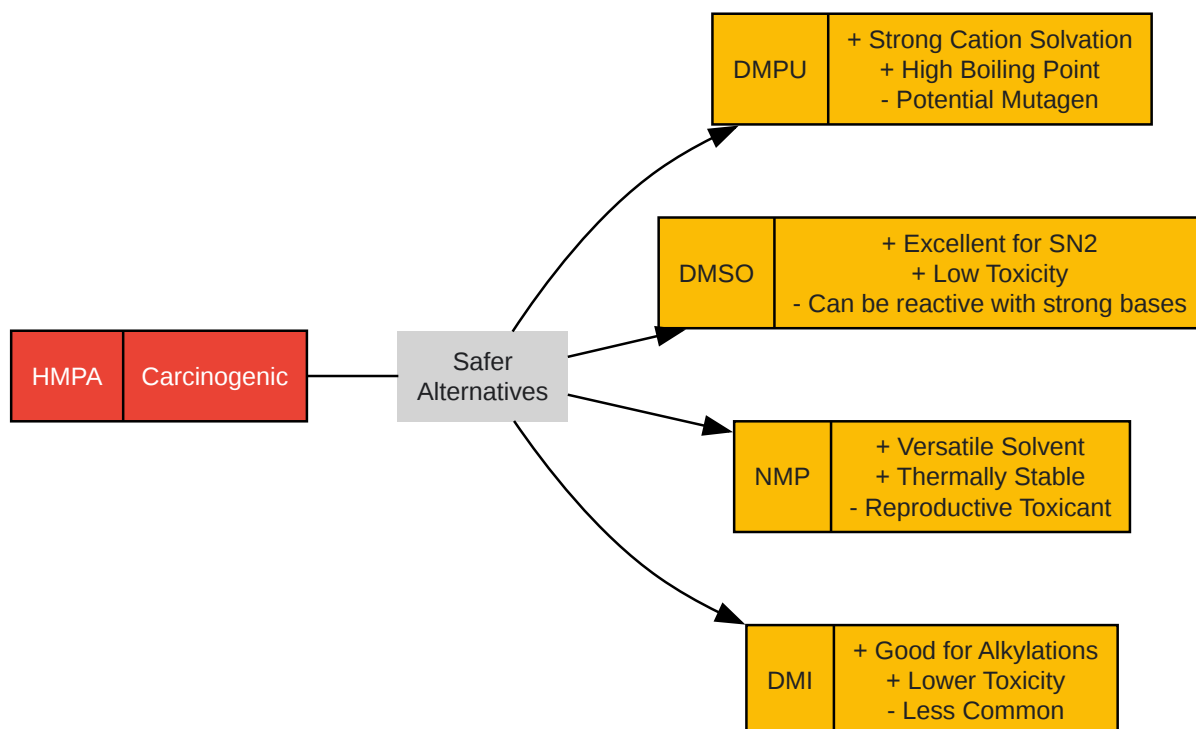 HMPA
Carcinogenic
Safer
Alternatives
DMPU
+ Strong Cation Solvation
+ High Boiling Point
- Potential Mutagen
DMSO
+ Excellent for SN2
+ Low Toxicity
- Can be reactive with strong bases
NMP
+ Versatile Solvent
+ Thermally Stable
- Reproductive Toxicant
DMI
+ Good for Alkylations
+ Lower Toxicity
- Less Common